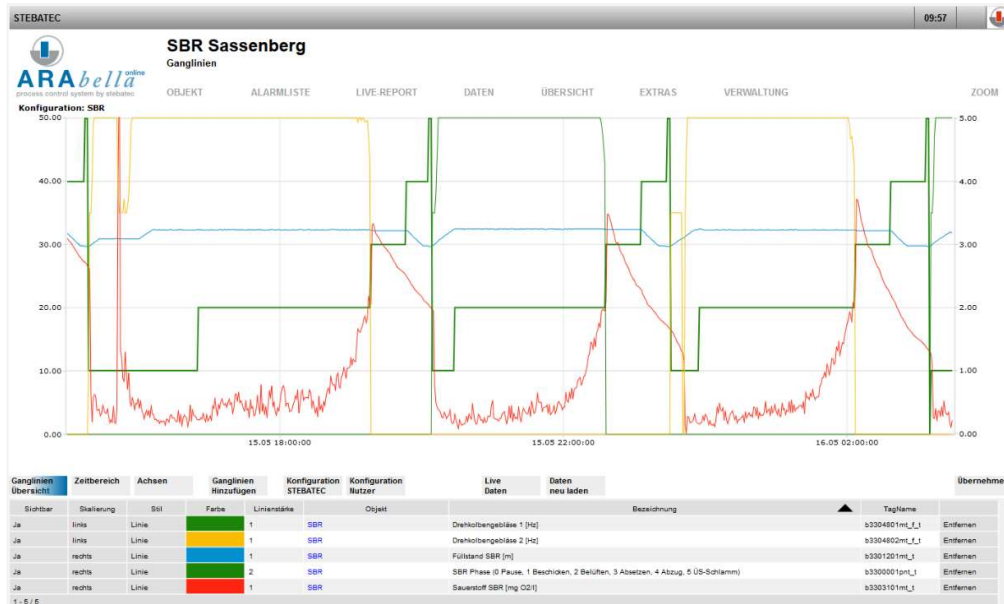 STEBATEC 09:57
SBR Sassenberg
Ganglinien
ARAbella online
process control system by stebatec
OBJEKT ALARMLISTE LIVE-REPORT DATEN ÜBERSICHT EXTRAS VERWALTUNG ZOOM
Konfiguration: SBR
50.00 5.00
40.00 4.00
30.00 3.00
20.00 2.00
10.00 1.00
0.00 0.00
15.05 18:00:00 15.05 22:00:00 16.05 02:00:00
Ganglinien Zeitbereich Achsen Ganglinien Konfiguration Konfiguration Live Daten Übernehme
Übersicht Hinzufügen STEBATEC Nutzer Daten neu laden
Sichtbar Skalierung Stil Farbe Linienstärke Objekt Bezeichnung TagName
Ja links Linie 1 SBR Drehkolbengebläse 1 [Hz] b3304801mt_f_t Entfernen
Ja links Linie 1 SBR Drehkolbengebläse 2 [Hz] b3304802mt_f_t Entfernen
Ja rechts Linie 1 SBR Füllstand SBR [m] b3301201mt_t Entfernen
Ja rechts Linie 2 SBR SBR Phase (0 Pause, 1 Beschicken, 2 Belüften, 3 Absetzen, 4 Abzug, 5 ÜS-Schlamm) b3300001pnt_t Entfernen
Ja rechts Linie 1 SBR Sauerstoff SBR [mg O2/l] b3303101mt_t Entfernen
1 - 5 / 5